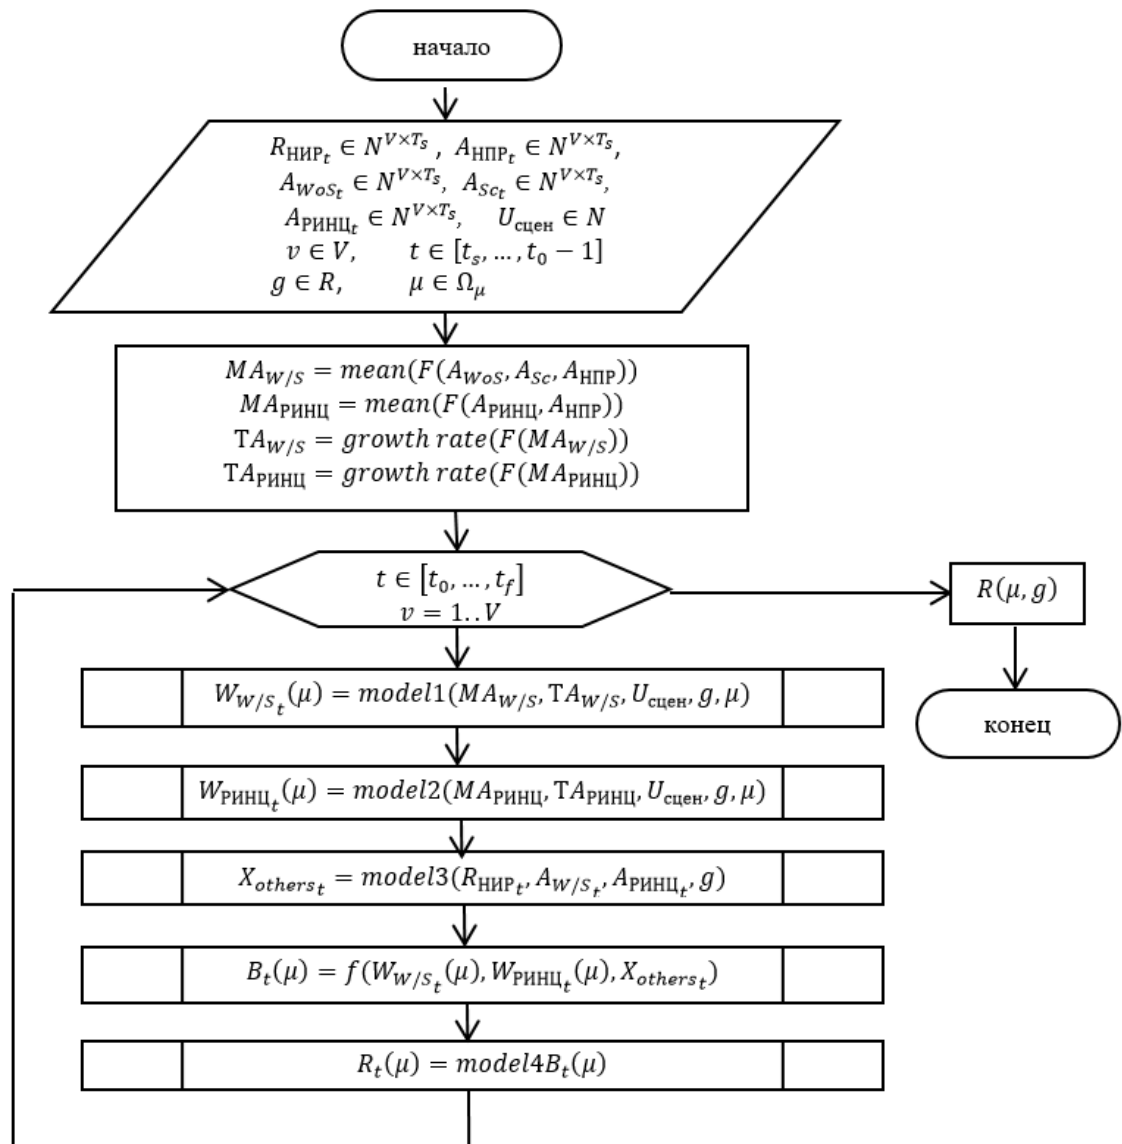 начало
R_{НИР_t} ∈ N^{V×T_s} , A_{НПР_t} ∈ N^{V×T_s},
A_{WoS_t} ∈ N^{V×T_s}, A_{Sc_t} ∈ N^{V×T_s},
A_{РИНЦ_t} ∈ N^{V×T_s}, U_{сцен} ∈ N
v ∈ V, t ∈ [t_s, … , t_0 − 1]
g ∈ R, μ ∈ Ω_μ
MA_{W/S} = mean(F(A_{WoS}, A_{Sc}, A_{НПР}))
MA_{РИНЦ} = mean(F(A_{РИНЦ}, A_{НПР}))
TA_{W/S} = growth rate(F(MA_{W/S}))
TA_{РИНЦ} = growth rate(F(MA_{РИНЦ}))
t ∈ [t_0, … , t_f]
v = 1..V
R(μ, g)
W_{W/S_t}(μ) = model1(MA_{W/S}, TA_{W/S}, U_{сцен}, g, μ)
конец
W_{РИНЦ_t}(μ) = model2(MA_{РИНЦ}, TA_{РИНЦ}, U_{сцен}, g, μ)
X_{others_t} = model3(R_{НИР_t}, A_{W/S_t}, A_{РИНЦ_t}, g)
B_t(μ) = f(W_{W/S_t}(μ), W_{РИНЦ_t}(μ), X_{others_t})
R_t(μ) = model4B_t(μ)